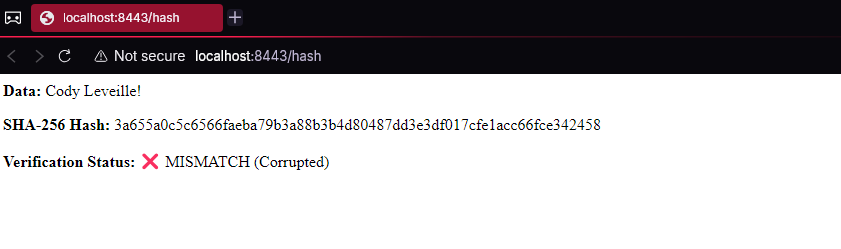 localhost:8443/hash
Not secure localhost:8443/hash
Data: Cody Leveille!
SHA-256 Hash: 3a655a0c5c6566faeba79b3a88b3b4d80487dd3e3df017cfe1acc66fce342458
Verification Status: ❌ MISMATCH (Corrupted)